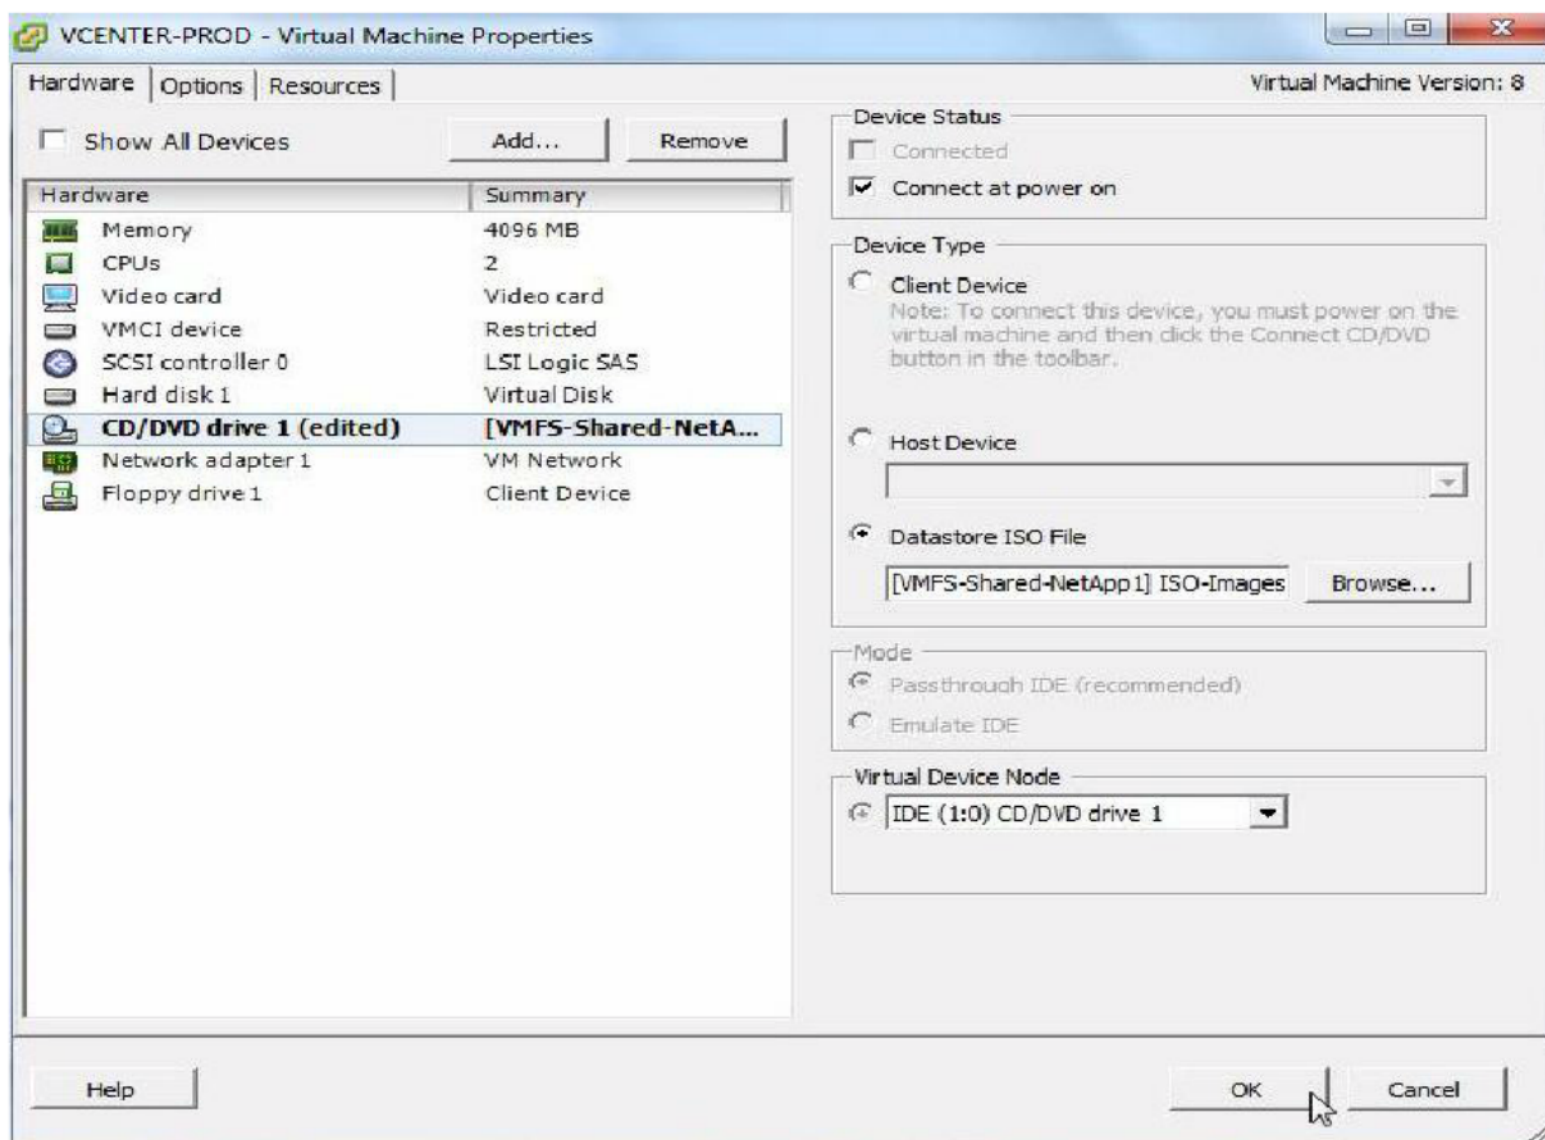 VCENTER-PROD - Virtual Machine Properties
Hardware Options Resources Virtual Machine Version: 8
Show All Devices Add... Remove
Hardware Summary
Memory 4096 MB
CPUs 2
Video card Video card
VMCI device Restricted
SCSI controller 0 LSI Logic SAS
Hard disk 1 Virtual Disk
CD/DVD drive 1 (edited) [VMFS-Shared-NetA...
Network adapter 1 VM Network
Floppy drive 1 Client Device
Device Status
Connected
Connect at power on
Device Type
Client Device
Note: To connect this device, you must power on the
virtual machine and then click the Connect CD/DVD
button in the toolbar.
Host Device
Datastore ISO File
[VMFS-Shared-NetApp1] ISO-Images Browse...
Mode
Passthrough IDE (recommended)
Emulate IDE
Virtual Device Node
IDE (1:0) CD/DVD drive 1
Help OK Cancel